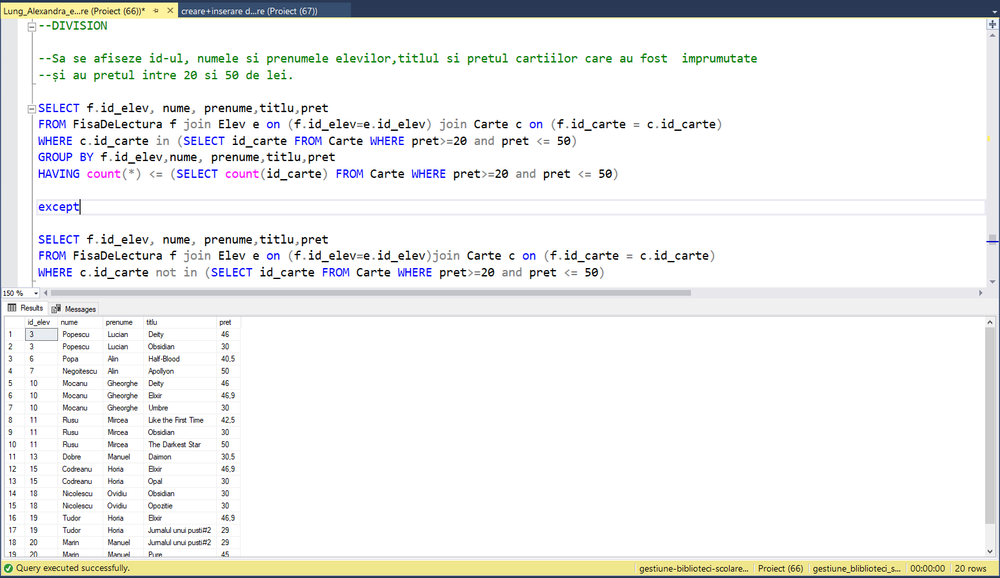 Lung_Alexandra_e...re (Proiect (66))* creare+inserare d...re (Proiect (67))
--DIVISION
--Sa se afiseze id-ul, numele si prenumele elevilor,titlul si pretul cartiilor care au fost  imprumutate
--și au pretul intre 20 si 50 de lei.
SELECT f.id_elev, nume, prenume,titlu,pret
FROM FisaDeLectura f join Elev e on (f.id_elev=e.id_elev) join Carte c on (f.id_carte = c.id_carte)
WHERE c.id_carte in (SELECT id_carte FROM Carte WHERE pret>=20 and pret <= 50)
GROUP BY f.id_elev,nume, prenume,titlu,pret
HAVING count(*) <= (SELECT count(id_carte) FROM Carte WHERE pret>=20 and pret <= 50)
except
SELECT f.id_elev, nume, prenume,titlu,pret
FROM FisaDeLectura f join Elev e on (f.id_elev=e.id_elev)join Carte c on (f.id_carte = c.id_carte)
WHERE c.id_carte not in (SELECT id_carte FROM Carte WHERE pret>=20 and pret <= 50)
150 %
Results Messages
id_elev nume prenume titlu pret
1 3 Popescu Lucian Deity 46
2 3 Popescu Lucian Obsidian 30
3 6 Popa Alin Half-Blood 40,5
4 7 Negoitescu Alin Apollyon 50
5 10 Mocanu Gheorghe Deity 46
6 10 Mocanu Gheorghe Elixir 46,9
7 10 Mocanu Gheorghe Umbre 30
8 11 Rusu Mircea Like the First Time 42,5
9 11 Rusu Mircea Obsidian 30
10 11 Rusu Mircea The Darkest Star 50
11 13 Dobre Manuel Daimon 30,5
12 15 Codreanu Horia Elixir 46,9
13 15 Codreanu Horia Opal 30
14 18 Nicolescu Ovidiu Obsidian 30
15 18 Nicolescu Ovidiu Opozitie 30
16 19 Tudor Horia Elixir 46,9
17 19 Tudor Horia Jurnalul unui pusti#2 29
18 20 Marin Manuel Jurnalul unui pusti#2 29
19 20 Marin Manuel Pure 45
Query executed successfully. gestiune-biblioteci-scolare... Proiect (66) gestiune_bliblioteci_s... 00:00:00 20 rows